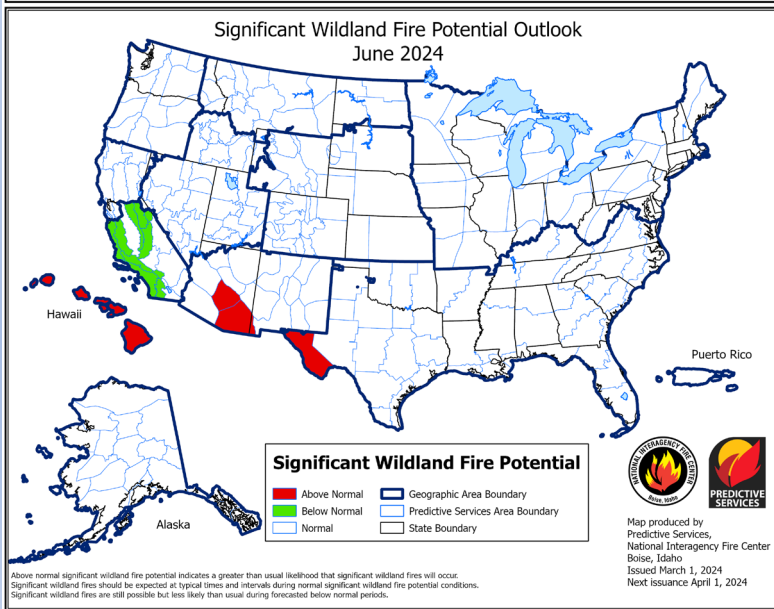 Significant Wildland Fire Potential Outlook
June 2024
Hawaii
Puerto Rico
Alaska
Significant Wildland Fire Potential
Above Normal
Below Normal
Normal
Geographic Area Boundary
Predictive Services Area Boundary
State Boundary
NATIONAL INTERAGENCY FIRE CENTER
Boise, Idaho
PREDICTIVE
SERVICES
Map produced by
Predictive Services,
National Interagency Fire Center
Boise, Idaho
Issued March 1, 2024
Next issuance April 1, 2024
Above normal significant wildland fire potential indicates a greater than usual likelihood that significant wildland fires will occur.
Significant wildland fires should be expected at typical times and intervals during normal significant wildland fire potential conditions.
Significant wildland fires are still possible but less likely than usual during forecasted below normal periods.